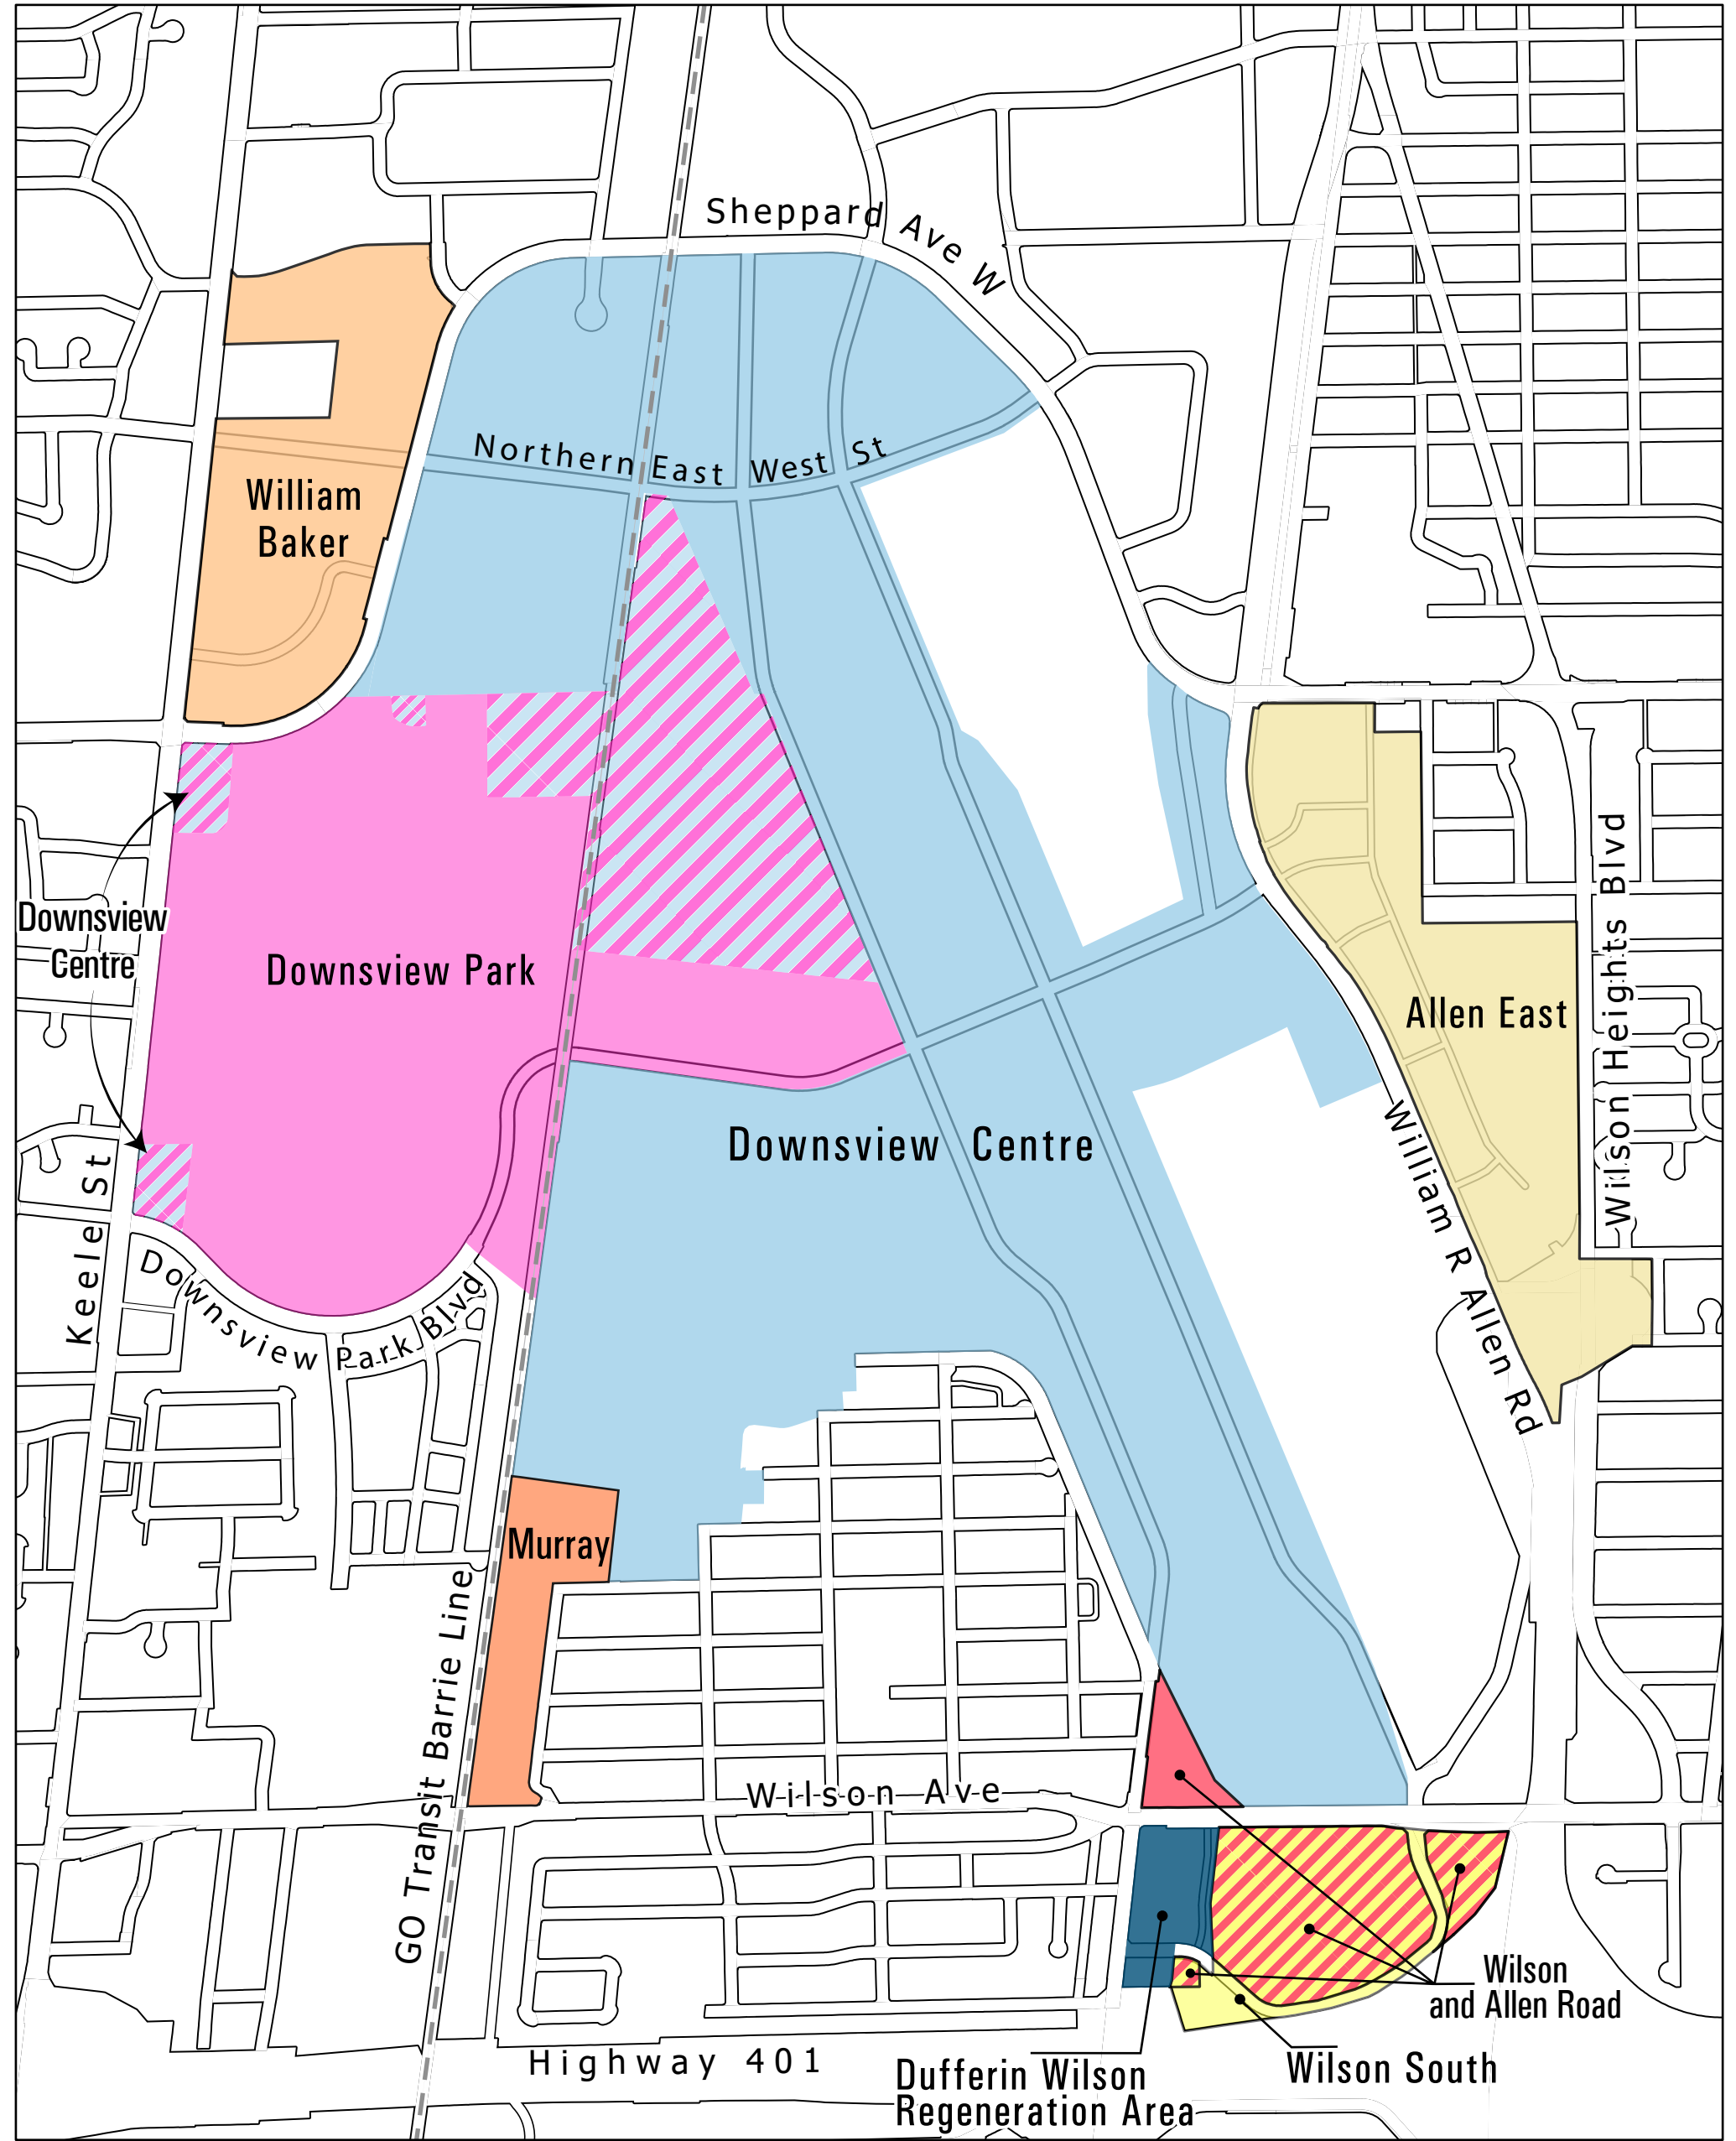 Sheppard Ave W
Northern East West St
William
Baker
Downsview
Centre
Downsview Park
Allen East
Wilson Heights Blvd
Downsview Centre
William R Allen Rd
Keele St
Downsview Park Blvd
Murray
GO Transit Barrie Line
Wilson Ave
Wilson
and Allen Road
Highway 401
Dufferin Wilson
Regeneration Area
Wilson South